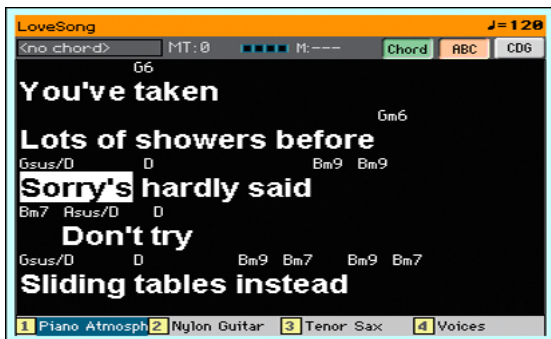 LoveSong ♩=120
<no chord> MT:0 M:--- Chord ABC CDG
G6
You've taken
Gm6
Lots of showers before
Gsus/D D Bm9 Bm9
Sorry's hardly said
Bm7 Asus/D D
Don't try
Gsus/D D Bm9 Bm7 Bm9 Bm7
Sliding tables instead
1 Piano Atmosph 2 Nylon Guitar 3 Tenor Sax 4 Voices